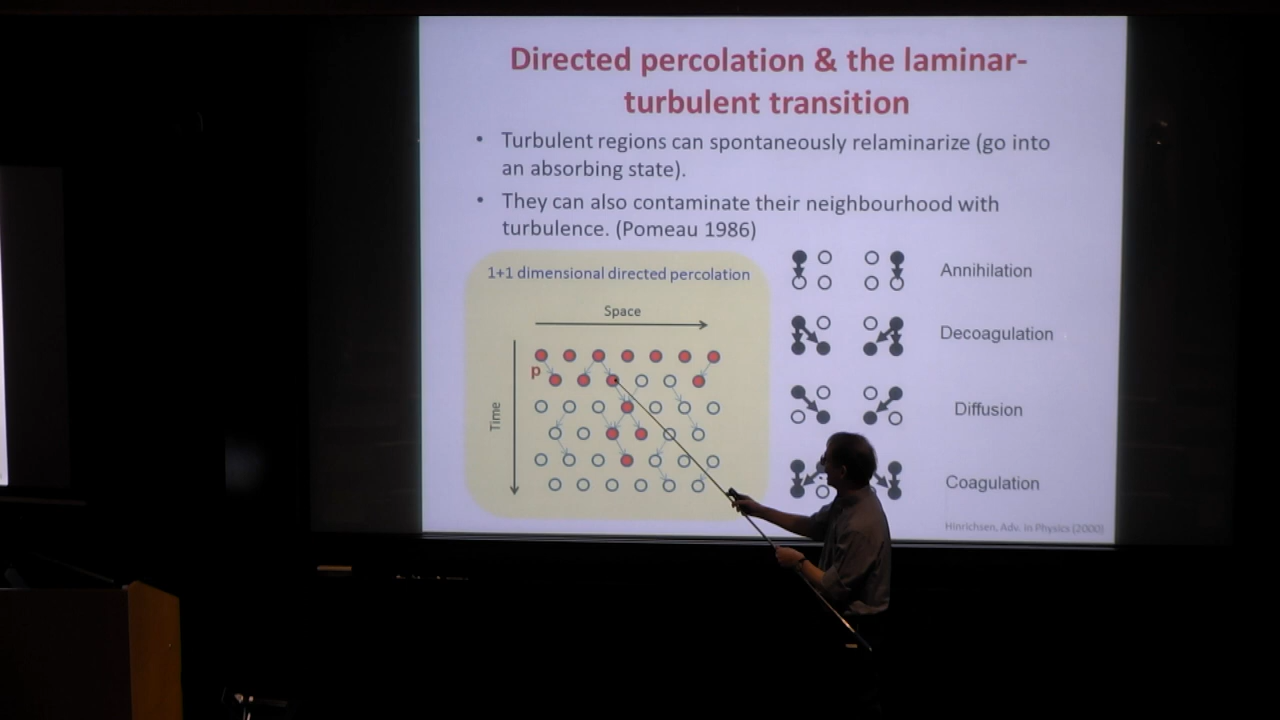 Directed percolation & the laminar-
turbulent transition
• Turbulent regions can spontaneously relaminarize (go into
an absorbing state).
• They can also contaminate their neighbourhood with
turbulence. (Pomeau 1986)
1+1 dimensional directed percolation
Space
p
Time
Annihilation
Decoagulation
Diffusion
Coagulation
Hinrichsen, Adv. in Physics (2000)